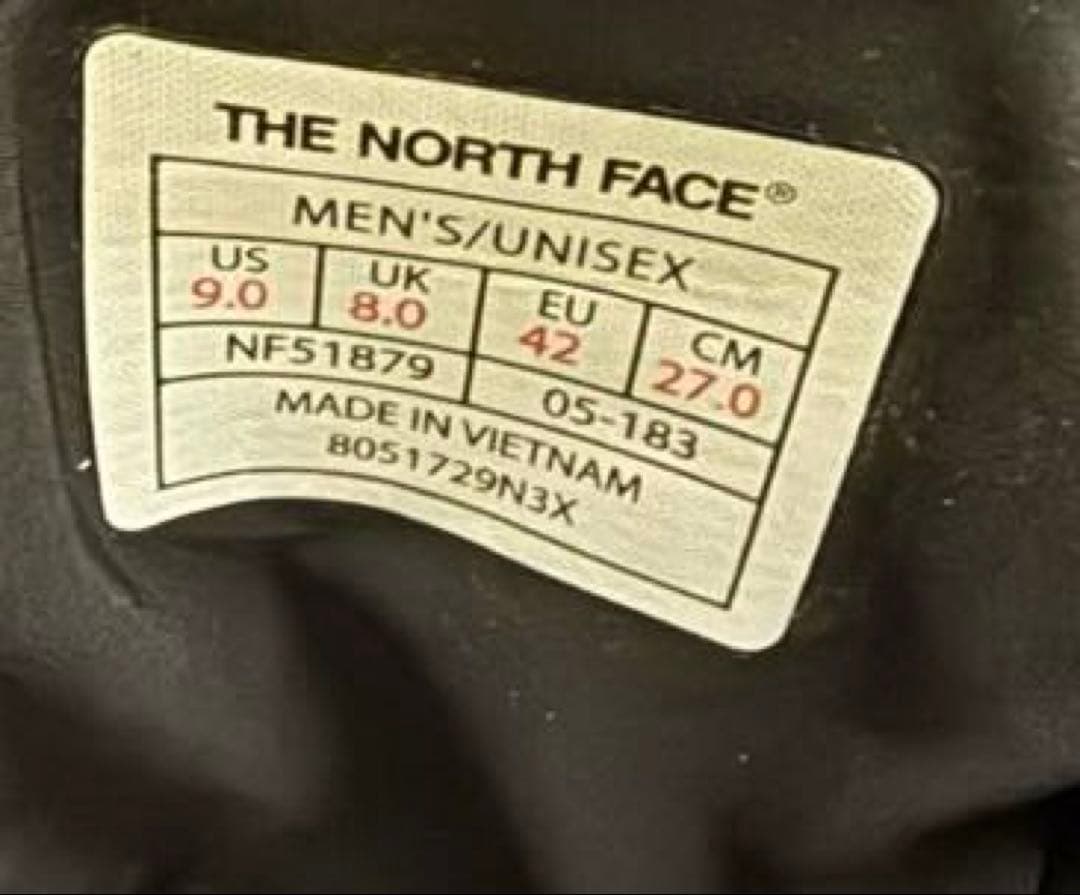 THE NORTH FACE®
MEN'S/UNISEX
US UK EU CM
9.0 8.0 42 27.0
NF51879 05-183
MADE IN VIETNAM
8051729N3X